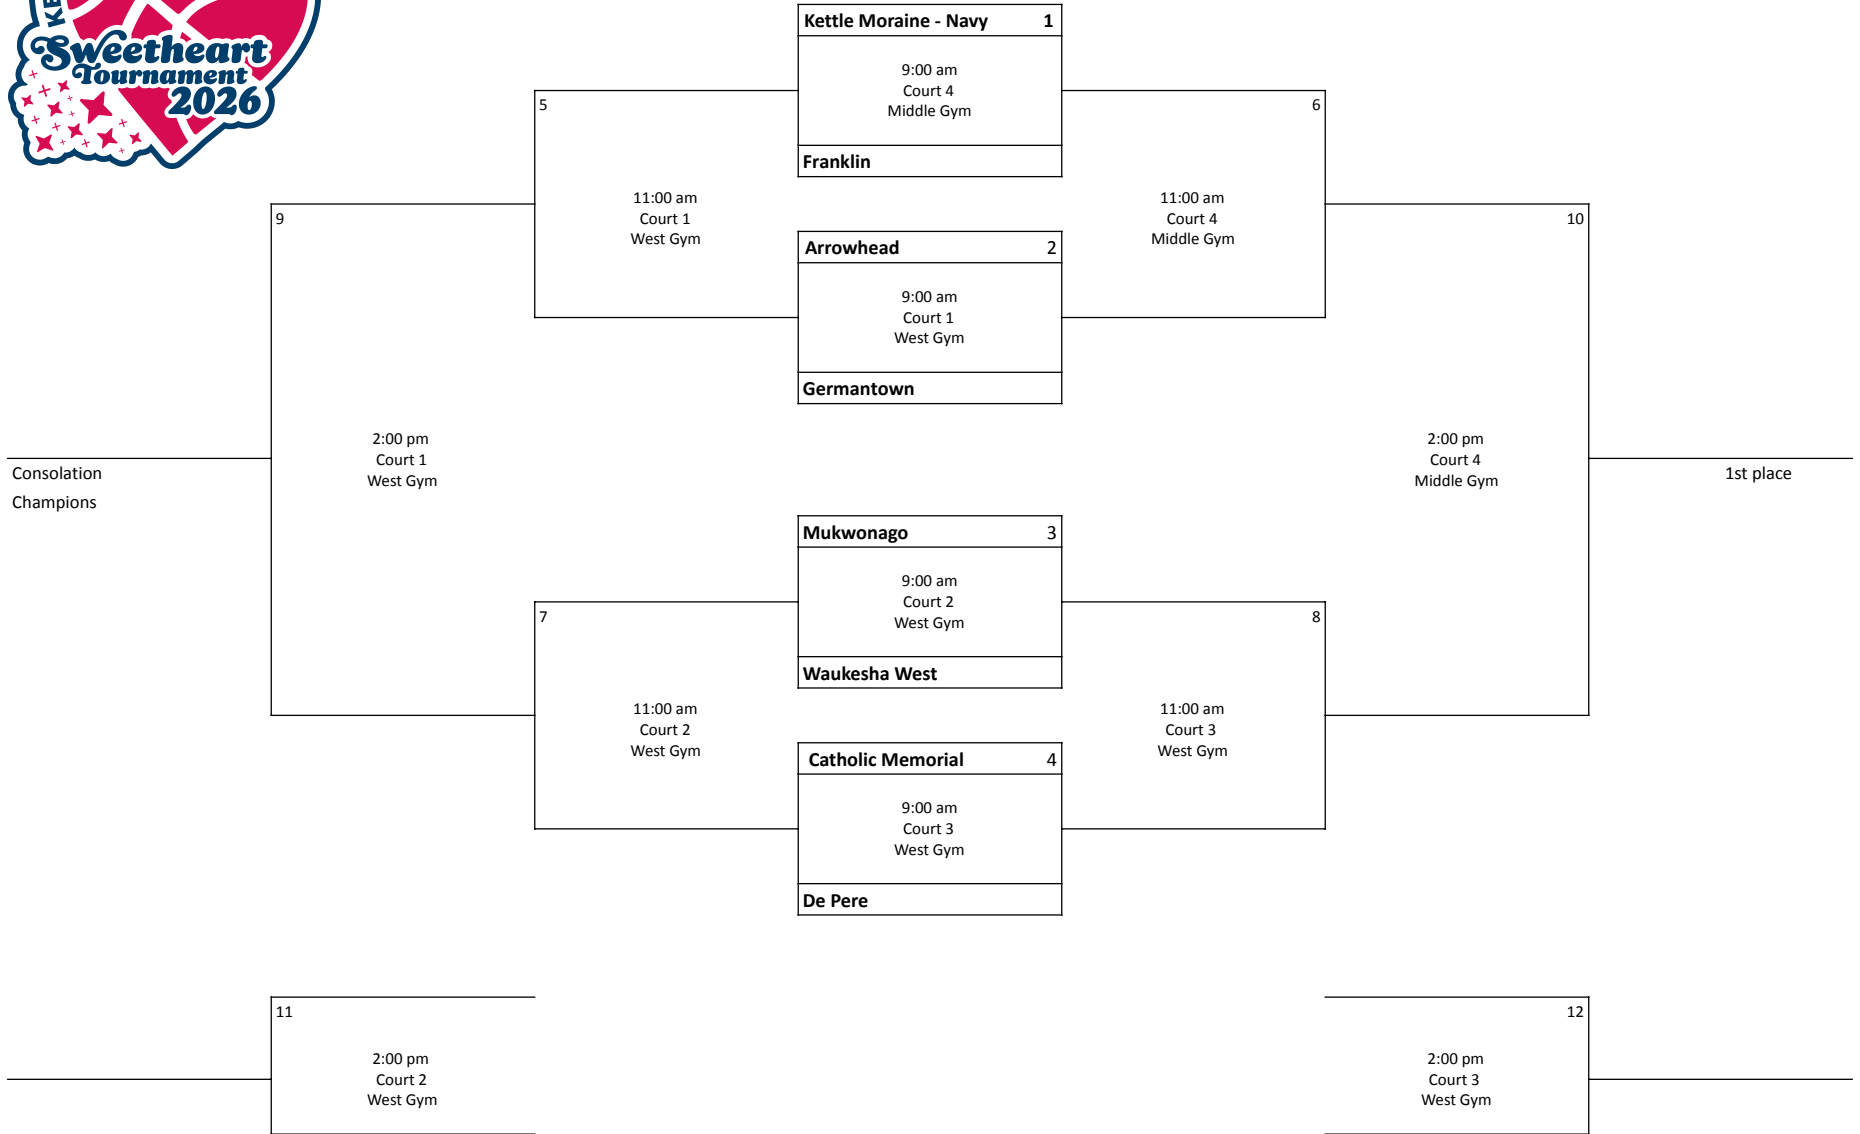 KE
Sweetheart
Tournament
2026
Kettle Moraine - Navy 1
9:00 am
Court 4
Middle Gym
Franklin
5
11:00 am
Court 1
West Gym
6
11:00 am
Court 4
Middle Gym
9
10
Arrowhead 2
9:00 am
Court 1
West Gym
Germantown
2:00 pm
Court 1
West Gym
2:00 pm
Court 4
Middle Gym
Consolation
Champions
1st place
Mukwonago 3
9:00 am
Court 2
West Gym
Waukesha West
7
11:00 am
Court 2
West Gym
8
11:00 am
Court 3
West Gym
Catholic Memorial 4
9:00 am
Court 3
West Gym
De Pere
11
2:00 pm
Court 2
West Gym
12
2:00 pm
Court 3
West Gym